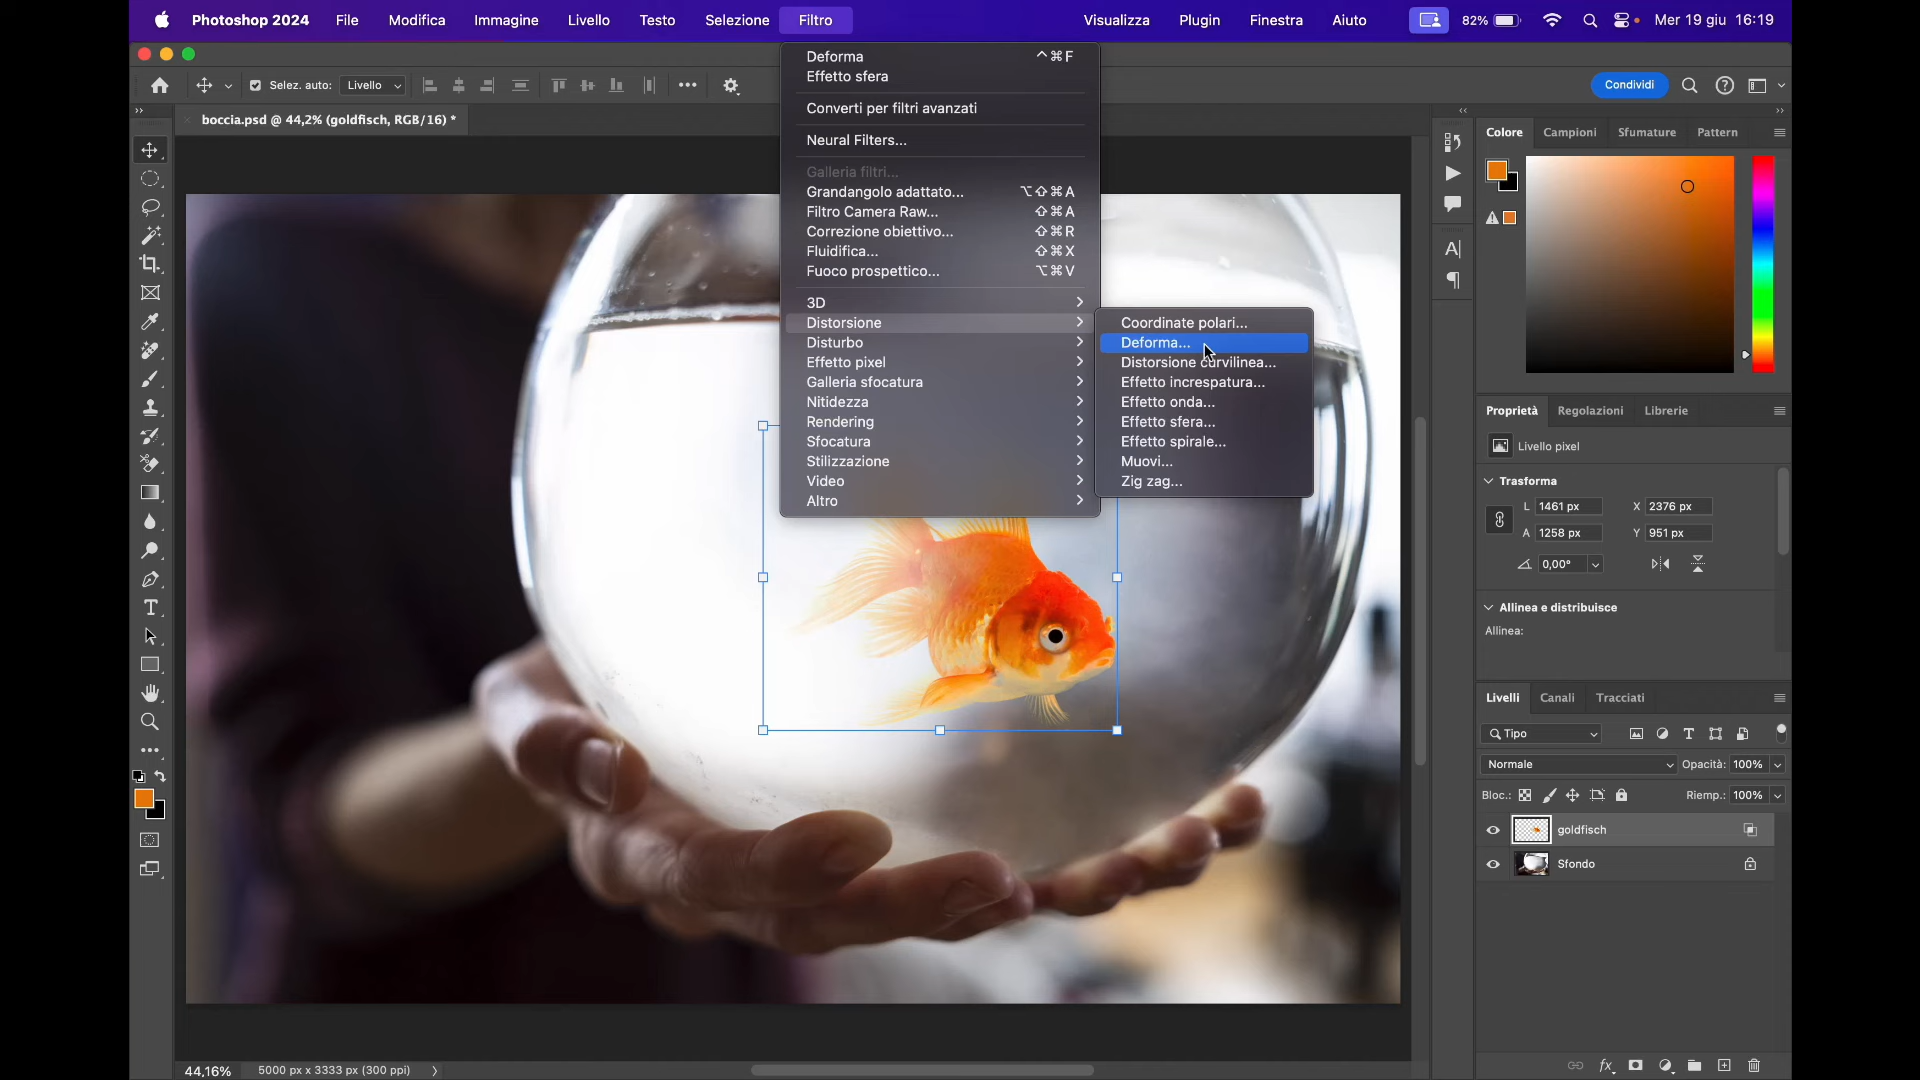 Photoshop 2024 File Modifica Immagine Livello Testo Selezione Filtro Visualizza Plugin Finestra Aiuto 82% Mer 19 giu 16:19
Selez. auto: Livello Condividi
boccia.psd @ 44,2% (goldfisch, RGB/16) *
Deforma ^⌘F
Effetto sfera
Converti per filtri avanzati
Neural Filters...
Galleria filtri...
Grandangolo adattato... ⌥⇧⌘A
Filtro Camera Raw... ⇧⌘A
Correzione obiettivo... ⇧⌘R
Fluidifica... ⇧⌘X
Fuoco prospettico... ⌥⌘V
3D
Distorsione
Disturbo
Effetto pixel
Galleria sfocatura
Nitidezza
Rendering
Sfocatura
Stilizzazione
Video
Altro
Coordinate polari...
Deforma...
Distorsione curvilinea...
Effetto increspatura...
Effetto onda...
Effetto sfera...
Effetto spirale...
Muovi...
Zig zag...
Colore Campioni Sfumature Pattern
Proprietà Regolazioni Librerie
Livello pixel
Trasforma
L 1461 px X 2376 px
A 1258 px Y 951 px
0,00°
Allinea e distribuisce
Allinea:
Livelli Canali Tracciati
Tipo
Normale Opacità: 100%
Bloc.: Riemp.: 100%
goldfisch
Sfondo
44,16% 5000 px x 3333 px (300 ppi)